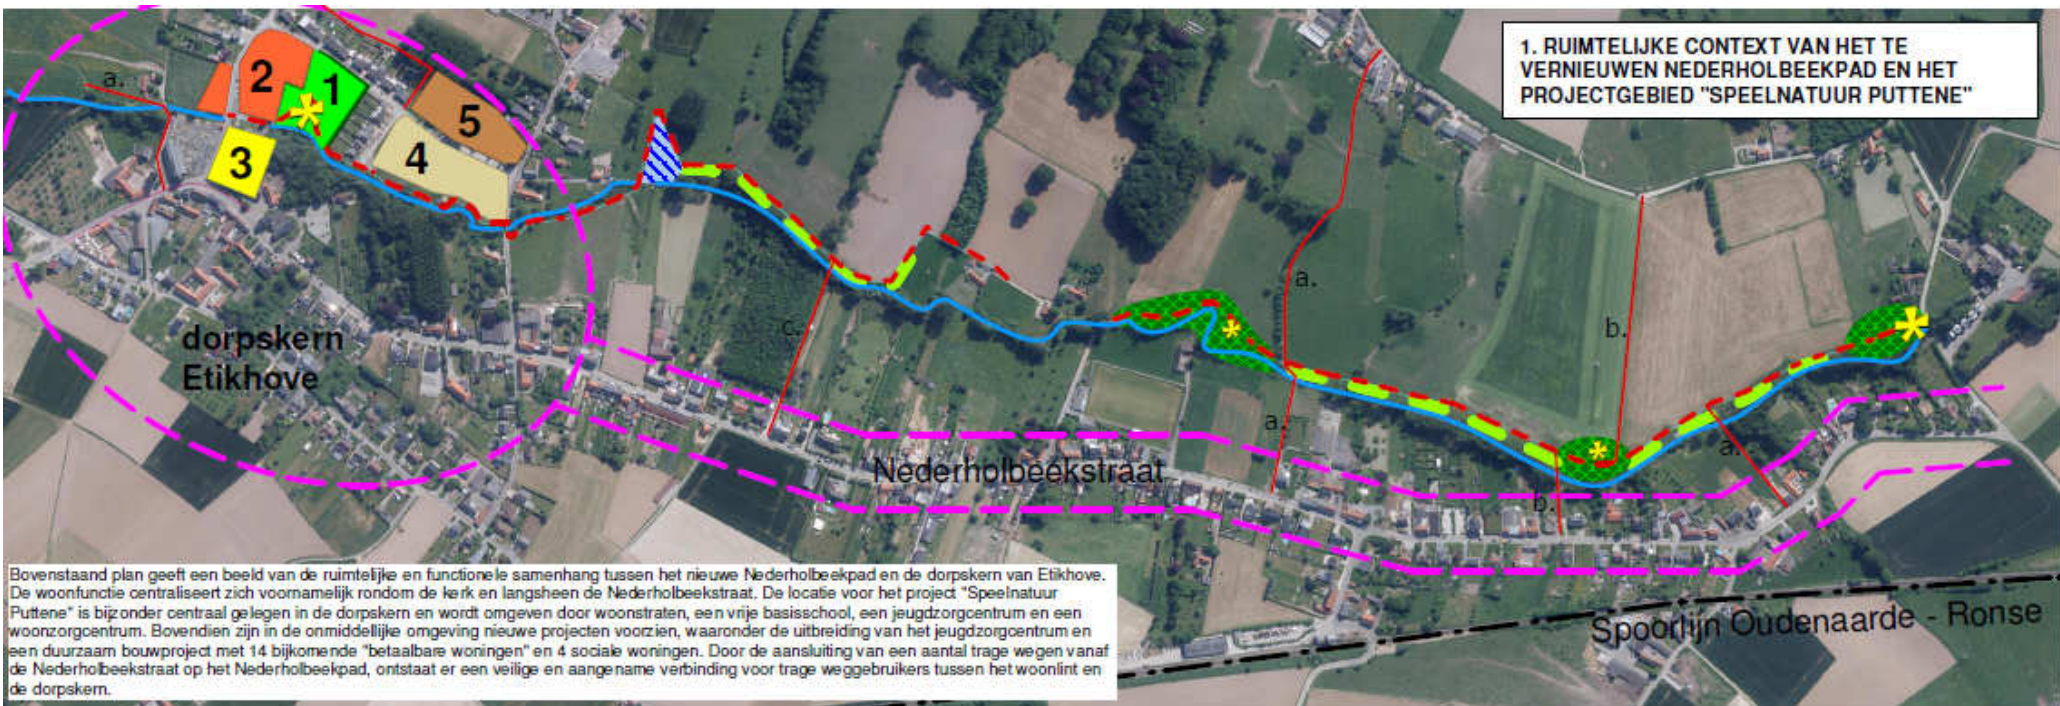 1. RUIMTELIJKE CONTEXT VAN HET TE
VERNIEUWEN NEDERHOLBEEKPAD EN HET
PROJECTGEBIED "SPEELNATUUR PUTTENE"
a.
2
1
5
3
4
a.
c.
b.
dorpskern
Etikhove
a.
a.
Nederholbeekstraat
b.
Bovenstaand plan geeft een beeld van de ruimtelijke en functionele samenhang tussen het nieuwe Nederholbeekpad en de dorpskern van Etikhove.
De woonfunctie centraliseert zich voornamelijk rondom de kerk en langsheen de Nederholbeekstraat. De locatie voor het project "Speelnatuur
Puttene" is bijzonder centraal gelegen in de dorpskern en wordt omgeven door woonstraten, een vrije basisschool, een jeugdzorgcentrum en een
woonzorgcentrum. Bovendien zijn in de onmiddellijke omgeving nieuwe projecten voorzien, waaronder de uitbreiding van het jeugdzorgcentrum en
een duurzaam bouwproject met 14 bijkomende "betaalbare woningen" en 4 sociale woningen. Door de aansluiting van een aantal trage wegen vanaf
de Nederholbeekstraat op het Nederholbeekpad, ontstaat er een veilige en aangename verbinding voor trage weggebruikers tussen het woonlint en
de dorpskern.
Spoorlijn Oudenaarde - Ronse